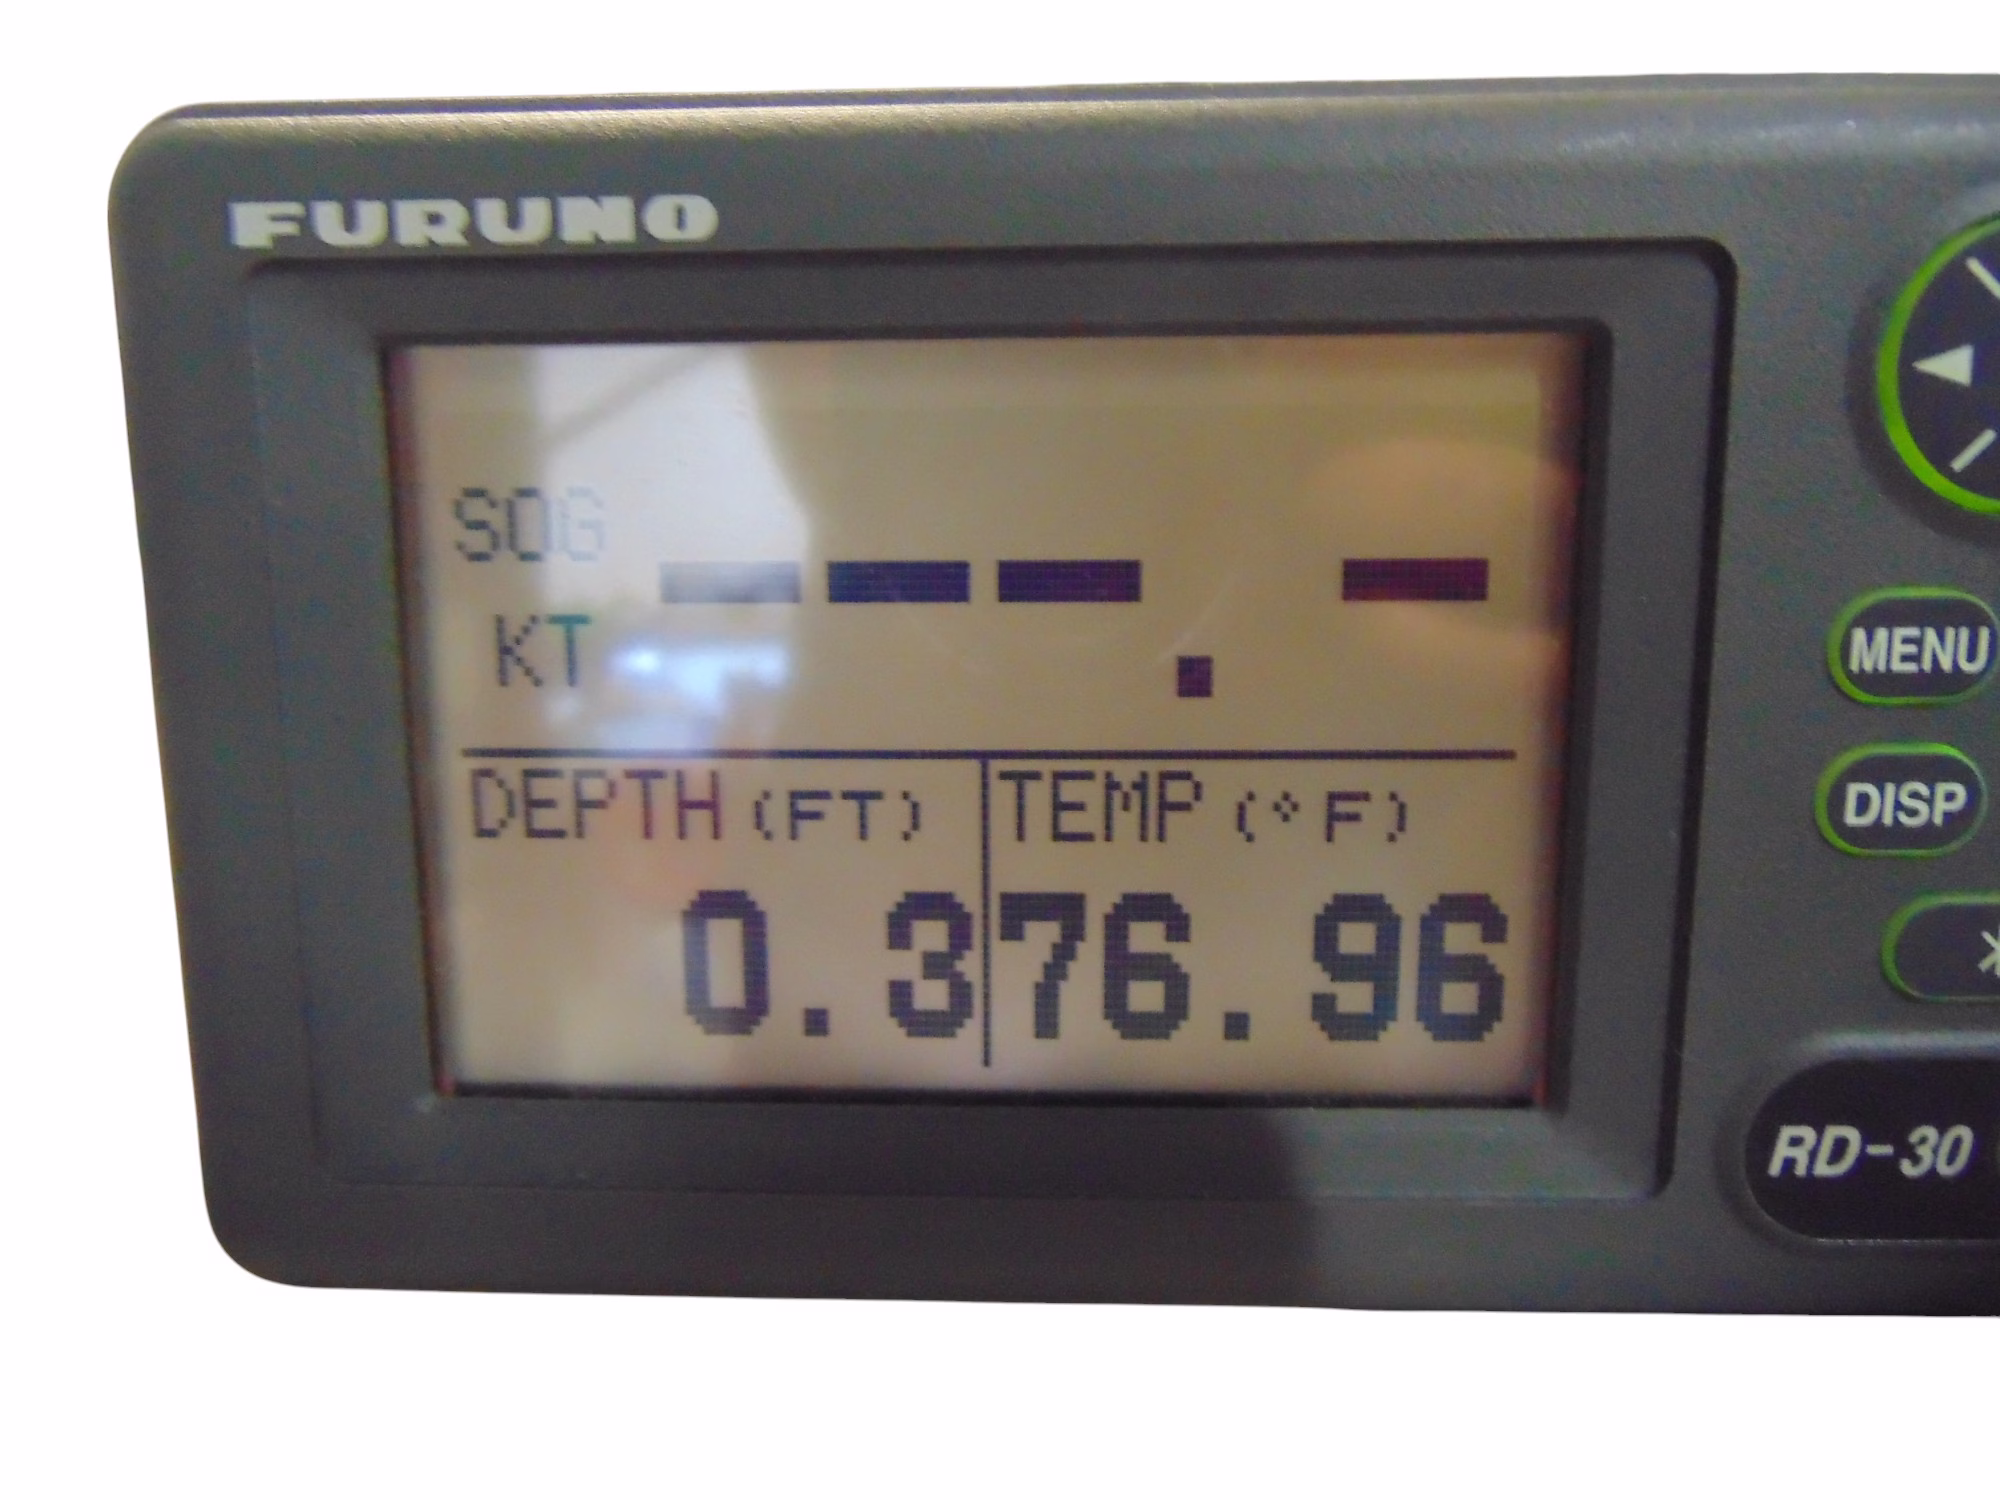 FURUNO
SOG
KT
---.-
DEPTH (FT)
0.3
TEMP (°F)
76.96
MENU
DISP
RD-30